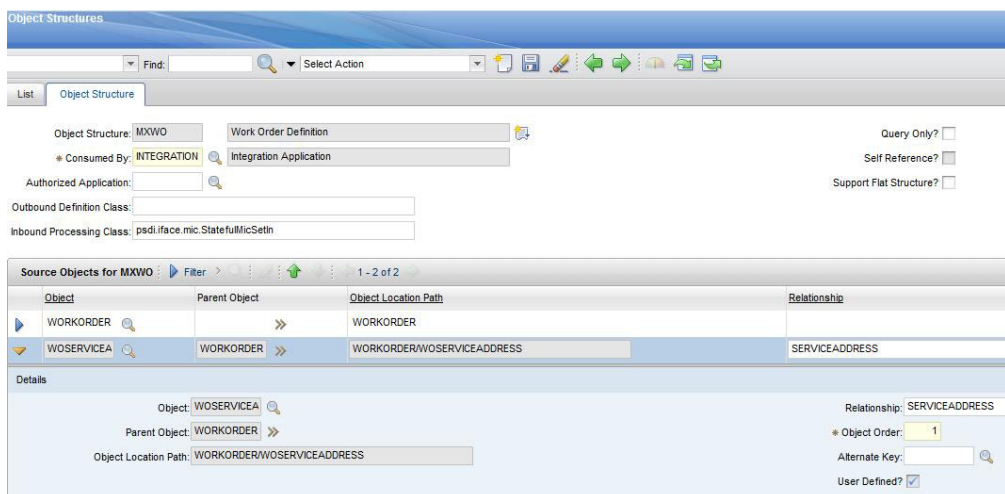 Object Structures
Find: Select Action
List Object Structure
Object Structure: MXWO Work Order Definition Query Only?
* Consumed By: INTEGRATION Integration Application Self Reference?
Authorized Application: Support Flat Structure?
Outbound Definition Class:
Inbound Processing Class: psdi.iface.mic.StatefulMicSetIn
Source Objects for MXWO Filter 1 - 2 of 2
Object Parent Object Object Location Path Relationship
WORKORDER WORKORDER
WOSERVICEA WORKORDER WORKORDER/WOSERVICEADDRESS SERVICEADDRESS
Details
Object: WOSERVICEA Relationship: SERVICEADDRESS
Parent Object: WORKORDER * Object Order: 1
Object Location Path: WORKORDER/WOSERVICEADDRESS Alternate Key:
User Defined?